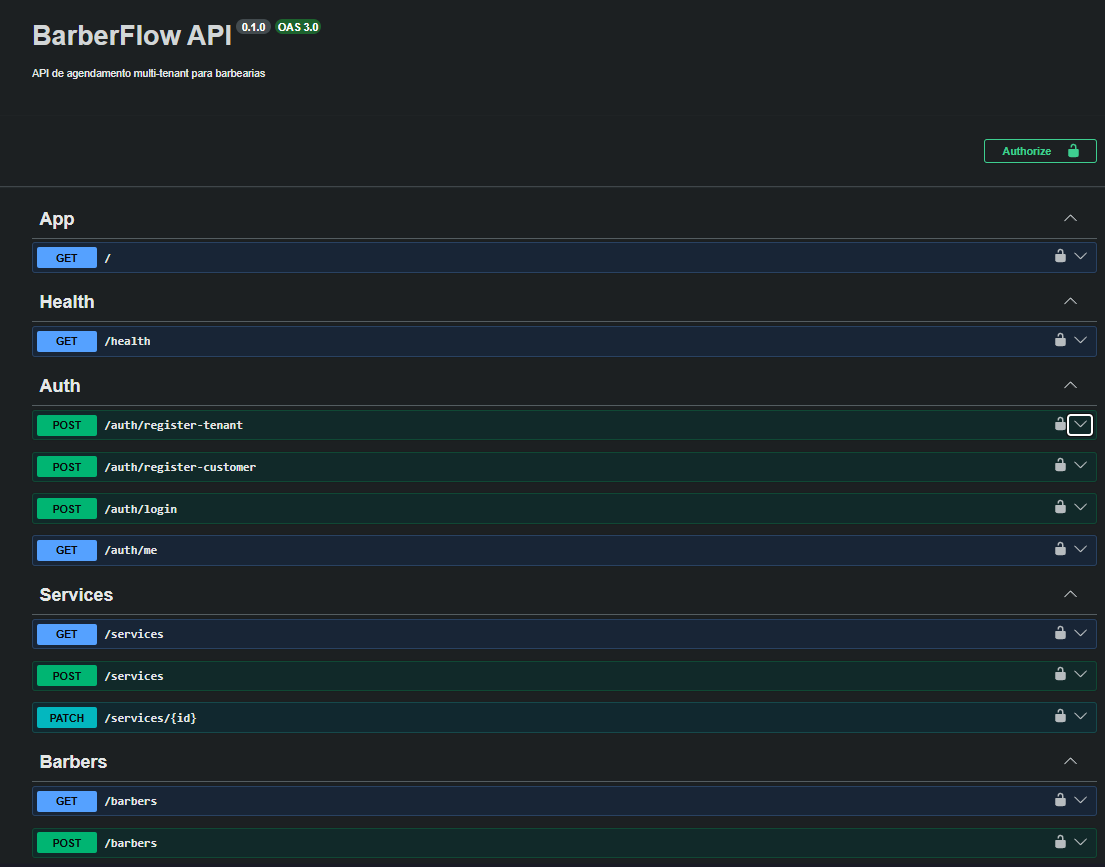 BarberFlow API 0.1.0 OAS 3.0
API de agendamento multi-tenant para barbearias
Authorize
App
GET /
Health
GET /health
Auth
POST /auth/register-tenant
POST /auth/register-customer
POST /auth/login
GET /auth/me
Services
GET /services
POST /services
PATCH /services/{id}
Barbers
GET /barbers
POST /barbers